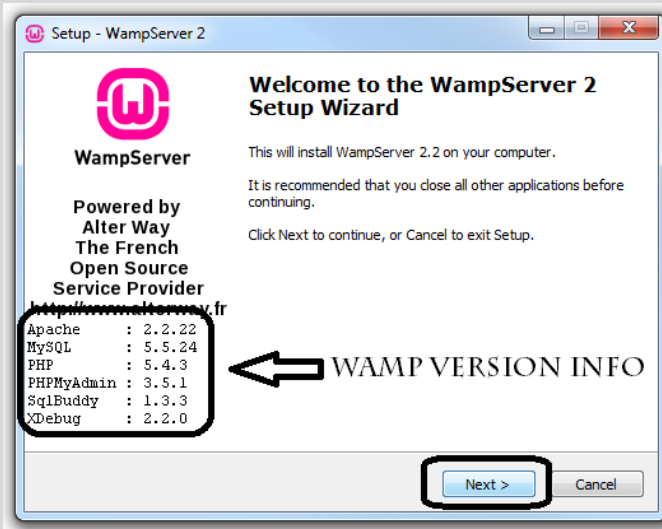 Setup - WampServer 2
Welcome to the WampServer 2
Setup Wizard
This will install WampServer 2.2 on your computer.
It is recommended that you close all other applications before
continuing.
Click Next to continue, or Cancel to exit Setup.
WampServer
Powered by
Alter Way
The French
Open Source
Service Provider
http://www.alterway.fr
Apache : 2.2.22
MySQL : 5.5.24
PHP : 5.4.3
PHPMyAdmin : 3.5.1
SqlBuddy : 1.3.3
XDebug : 2.2.0
WAMP VERSION INFO
Next >
Cancel